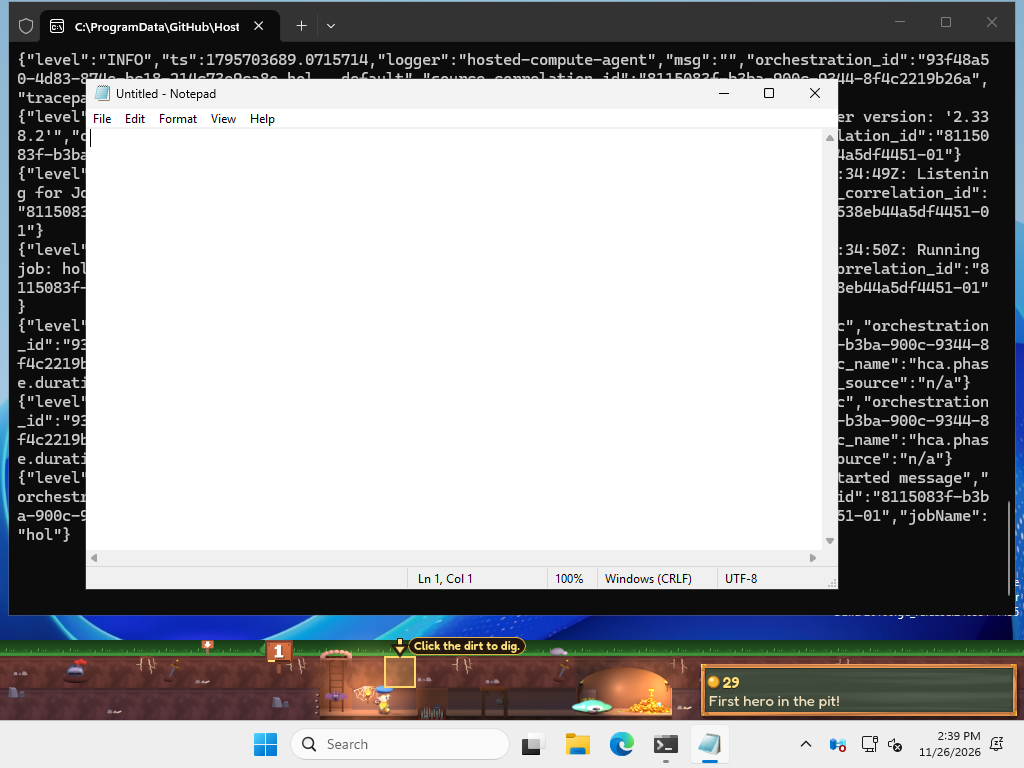 C:\ProgramData\GitHub\Host
{"level":"INFO","ts":1795703689.0715714,"logger":"hosted-compute-agent","msg":"","orchestration_id":"93f48a5
"tracepa
{"level" er version: '2.33
8.2'","o lation_id":"81150
83f-b3ba 4a5df4451-01"}
{"level" :34:49Z: Listenin
g for Jo _correlation_id":
"8115083 538eb44a5df4451-0
1"}
{"level" :34:50Z: Running
job: hol orrelation_id":"8
115083f- 8eb44a5df4451-01"
}
{"level" c","orchestration
_id":"93 -b3ba-900c-9344-8
f4c2219b c_name":"hca.phas
e.durati _source":"n/a"}
{"level" c","orchestration
_id":"93 -b3ba-900c-9344-8
f4c2219b c_name":"hca.phas
e.durati ource":"n/a"}
{"level" tarted message","
orchestr id":"8115083f-b3b
a-900c-9 51-01","jobName":
"hol"}
Untitled - Notepad
File Edit Format View Help
Ln 1, Col 1 100% Windows (CRLF) UTF-8
1
Click the dirt to dig.
29
First hero in the pit!
Search
2:39 PM
11/26/2026